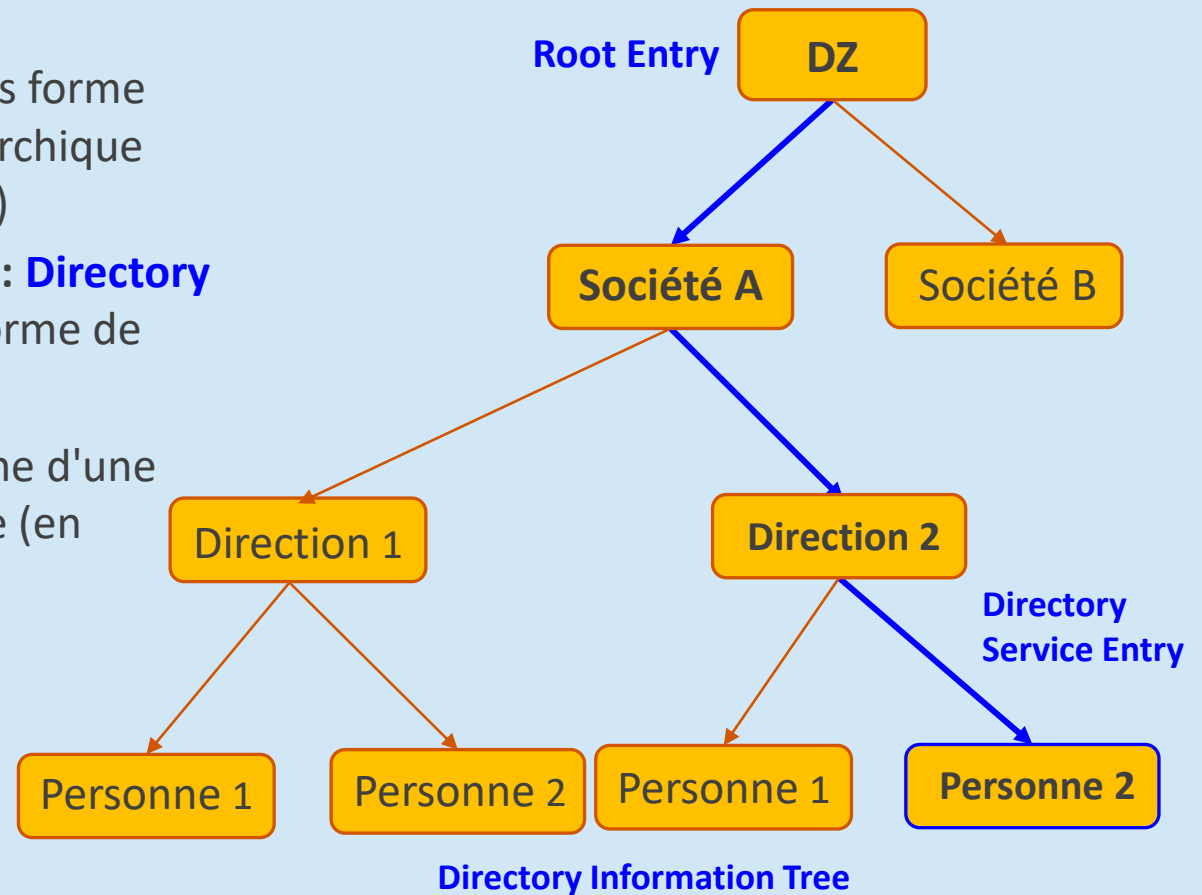 s forme
rchique
)
: Directory
orme de
ne d'une
e (en
Root Entry
DZ
Société A
Société B
Direction 1
Direction 2
Directory
Service Entry
Personne 1
Personne 2
Personne 1
Personne 2
Directory Information Tree